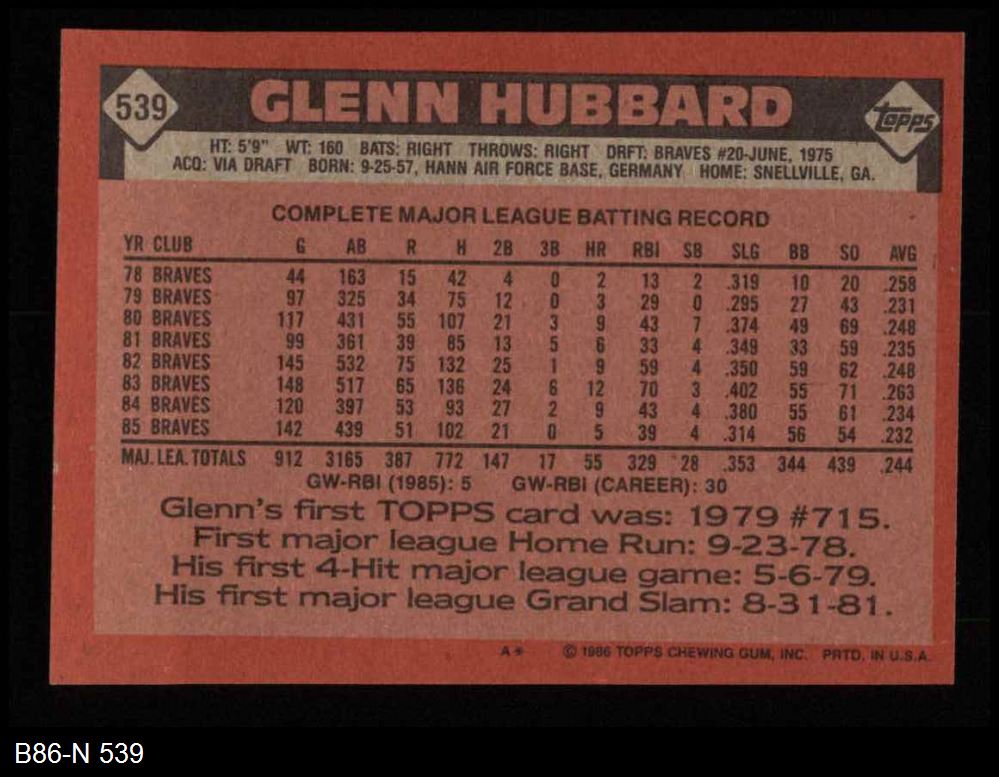 539 GLENN HUBBARD Topps
HT: 5'9" WT: 160 BATS: RIGHT THROWS: RIGHT DRFT: BRAVES #20-JUNE, 1975
ACQ: VIA DRAFT BORN: 9-25-57, HANN AIR FORCE BASE, GERMANY HOME: SNELLVILLE, GA.
COMPLETE MAJOR LEAGUE BATTING RECORD
YR CLUB G AB R H 2B 3B HR RBI SB SLG BB SO AVG
78 BRAVES 44 163 15 42 4 0 2 13 2 .319 10 20 .258
79 BRAVES 97 325 34 75 12 0 3 29 0 .295 27 43 .231
80 BRAVES 117 431 55 107 21 3 9 43 7 .374 49 69 .248
81 BRAVES 99 361 39 85 13 5 6 33 4 .349 33 59 .235
82 BRAVES 145 532 75 132 25 1 9 59 4 .350 59 62 .248
83 BRAVES 148 517 65 136 24 6 12 70 3 .402 55 71 .263
84 BRAVES 120 397 53 93 27 2 9 43 4 .380 55 61 .234
85 BRAVES 142 439 51 102 21 0 5 39 4 .314 56 54 .232
MAJ. LEA. TOTALS 912 3165 387 772 147 17 55 329 28 .353 344 439 .244
GW-RBI (1985): 5 GW-RBI (CAREER): 30
Glenn's first TOPPS card was: 1979 #715.
First major league Home Run: 9-23-78.
His first 4-Hit major league game: 5-6-79.
His first major league Grand Slam: 8-31-81.
A* © 1986 TOPPS CHEWING GUM, INC. PRTD. IN U.S.A.
B86-N 539